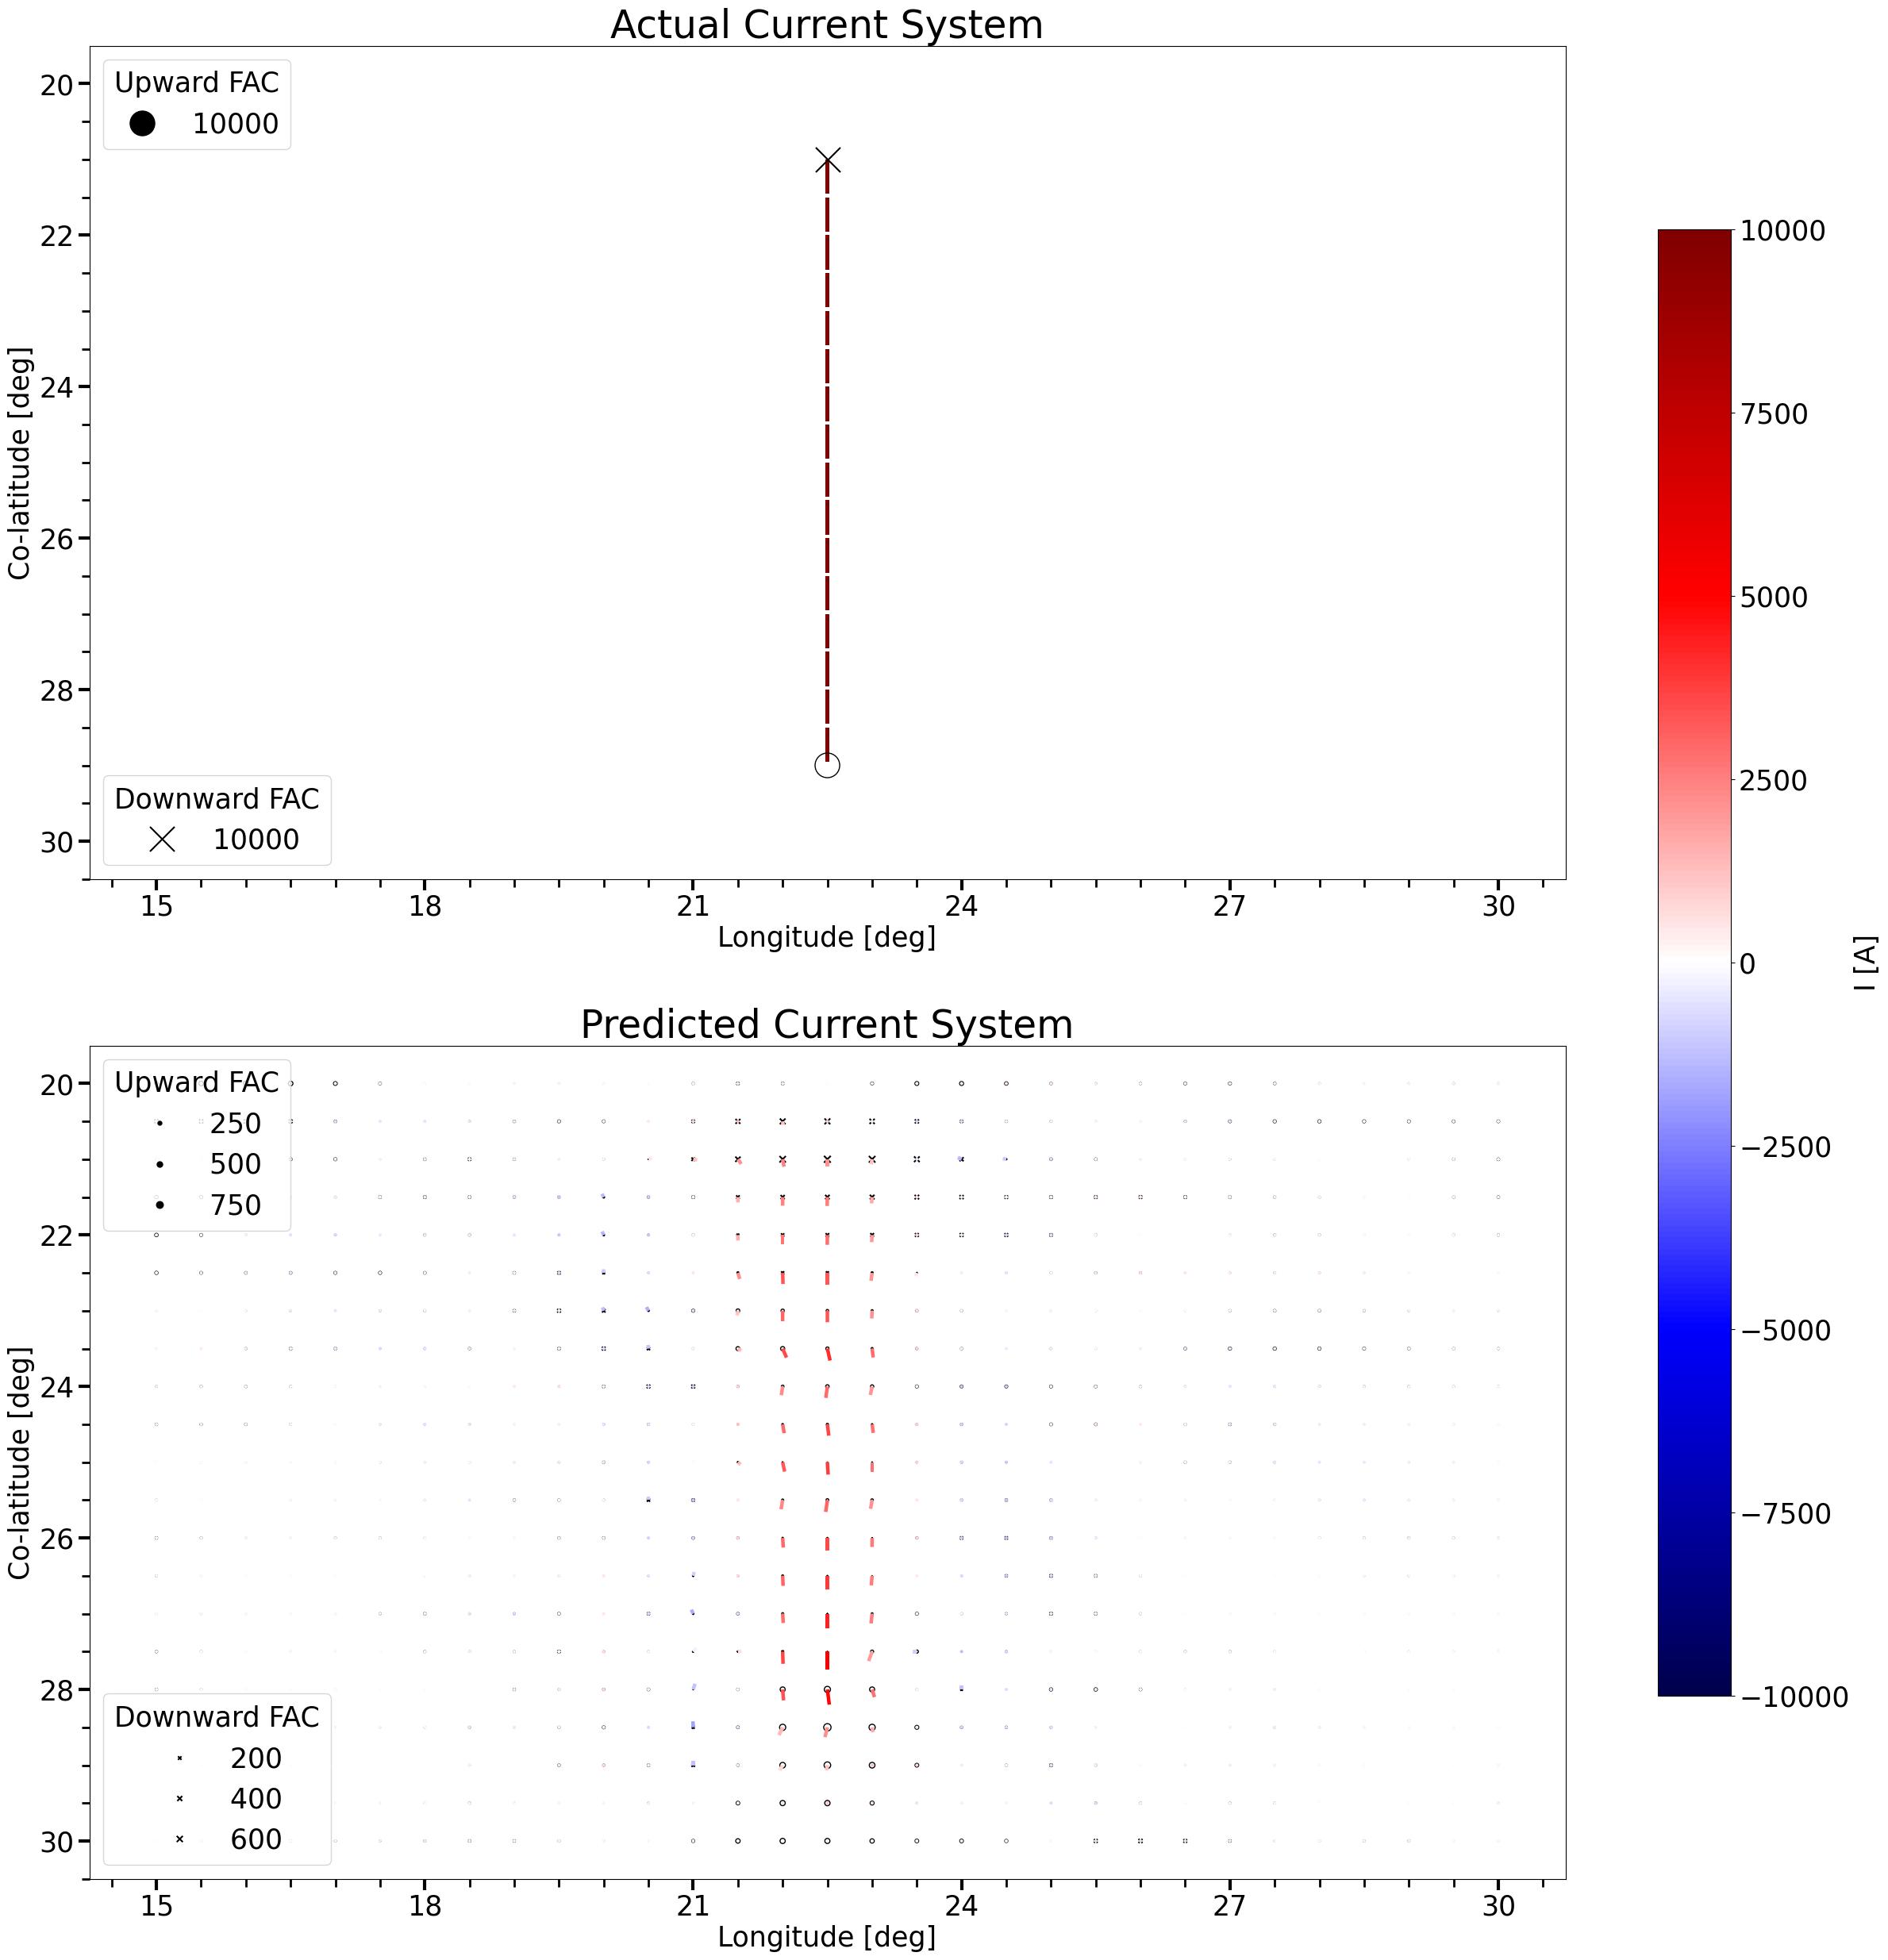 Actual Current System
Upward FAC
10000
Downward FAC
10000
20
22
24
26
28
30
Co-latitude [deg]
15 18 21 24 27 30
Longitude [deg]
10000
7500
5000
2500
0
−2500
−5000
−7500
−10000
I [A]
Predicted Current System
Upward FAC
250
500
750
Downward FAC
200
400
600
20
22
24
26
28
30
Co-latitude [deg]
15 18 21 24 27 30
Longitude [deg]